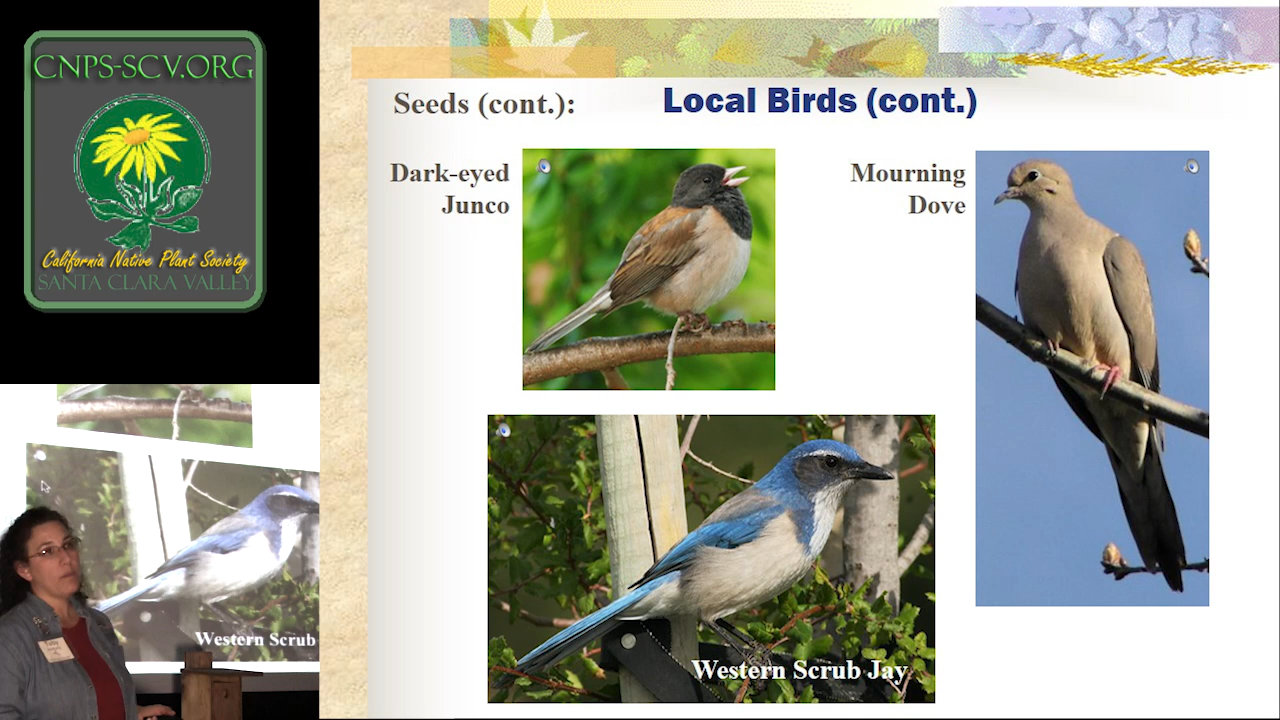 CNPS-SCV.ORG
California Native Plant Society
SANTA CLARA VALLEY
Seeds (cont.):
Local Birds (cont.)
Dark-eyed
Junco
Mourning
Dove
Western Scrub Jay
Western Scrub